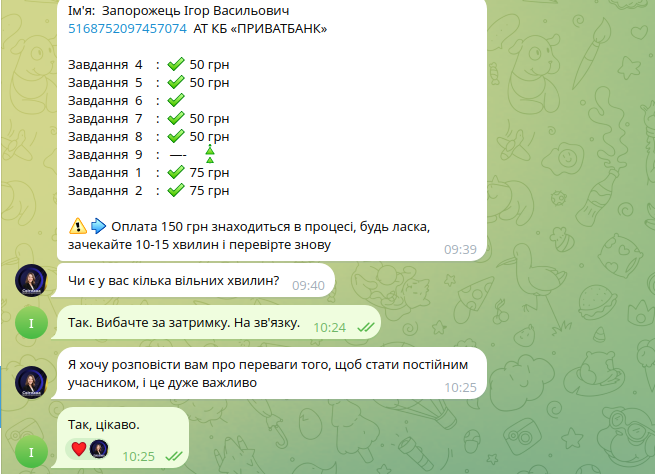 Ім'я: Запорожець Ігор Васильович
5168752097457074 АТ КБ «ПРИВАТБАНК»
Завдання 4 : ✅ 50 грн
Завдання 5 : ✅ 50 грн
Завдання 6 : ✅
Завдання 7 : ✅ 50 грн
Завдання 8 : ✅ 50 грн
Завдання 9 : —-
Завдання 1 : ✅ 75 грн
Завдання 2 : ✅ 75 грн
Оплата 150 грн знаходиться в процесі, будь ласка,
зачекайте 10-15 хвилин і перевірте знову
09:39
Чи є у вас кілька вільних хвилин? 09:40
І
Так. Вибачте за затримку. На зв'язку. 10:24
Я хочу розповісти вам про переваги того, щоб стати постійним
учасником, і це дуже важливо 10:25
І
Так, цікаво.
10:25